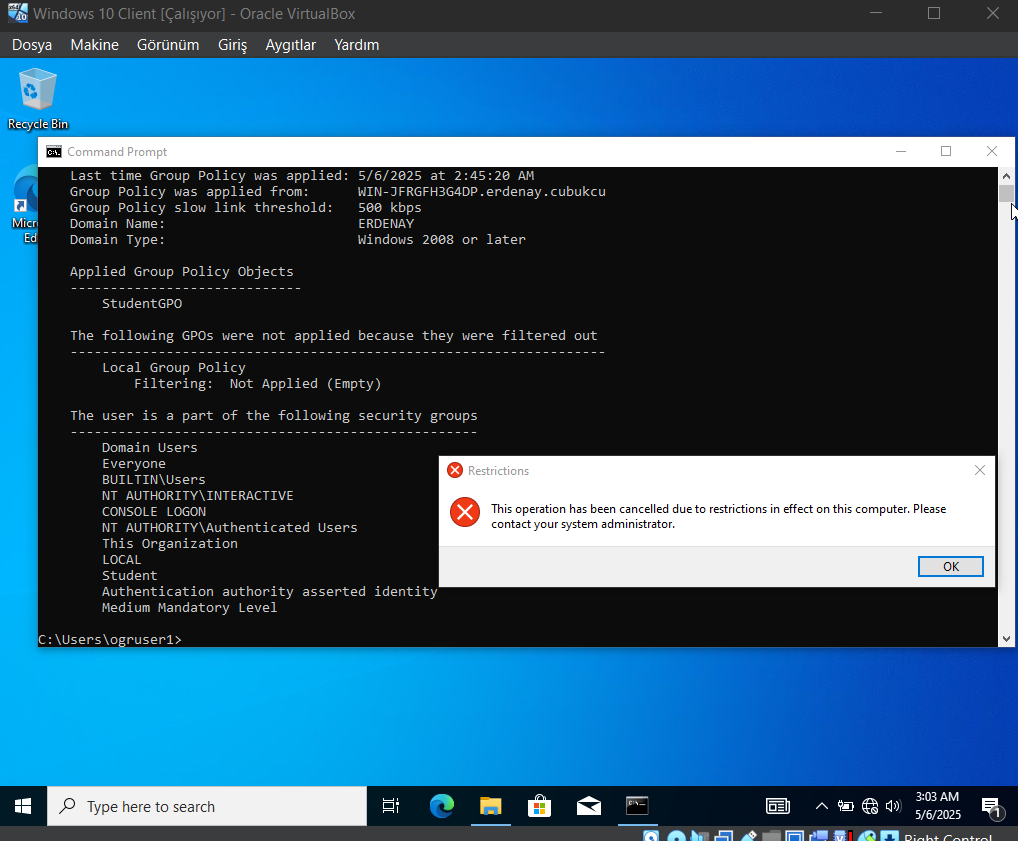 Windows 10 Client [Çalışıyor] - Oracle VirtualBox
Dosya Makine Görünüm Giriş Aygıtlar Yardım
Recycle Bin
Command Prompt
Last time Group Policy was applied: 5/6/2025 at 2:45:20 AM
Group Policy was applied from: WIN-JFRGFH3G4DP.erdenay.cubukcu
Group Policy slow link threshold: 500 kbps
Domain Name: ERDENAY
Domain Type: Windows 2008 or later
Applied Group Policy Objects
-----------------------------
StudentGPO
The following GPOs were not applied because they were filtered out
-------------------------------------------------------------------
Local Group Policy
Filtering: Not Applied (Empty)
The user is a part of the following security groups
---------------------------------------------------
Domain Users
Everyone
BUILTIN\Users
NT AUTHORITY\INTERACTIVE
CONSOLE LOGON
NT AUTHORITY\Authenticated Users
This Organization
LOCAL
Student
Authentication authority asserted identity
Medium Mandatory Level
C:\Users\ogruser1>
Micr
Ed
Restrictions
This operation has been cancelled due to restrictions in effect on this computer. Please
contact your system administrator.
OK
Type here to search
3:03 AM
5/6/2025
1
Right Control